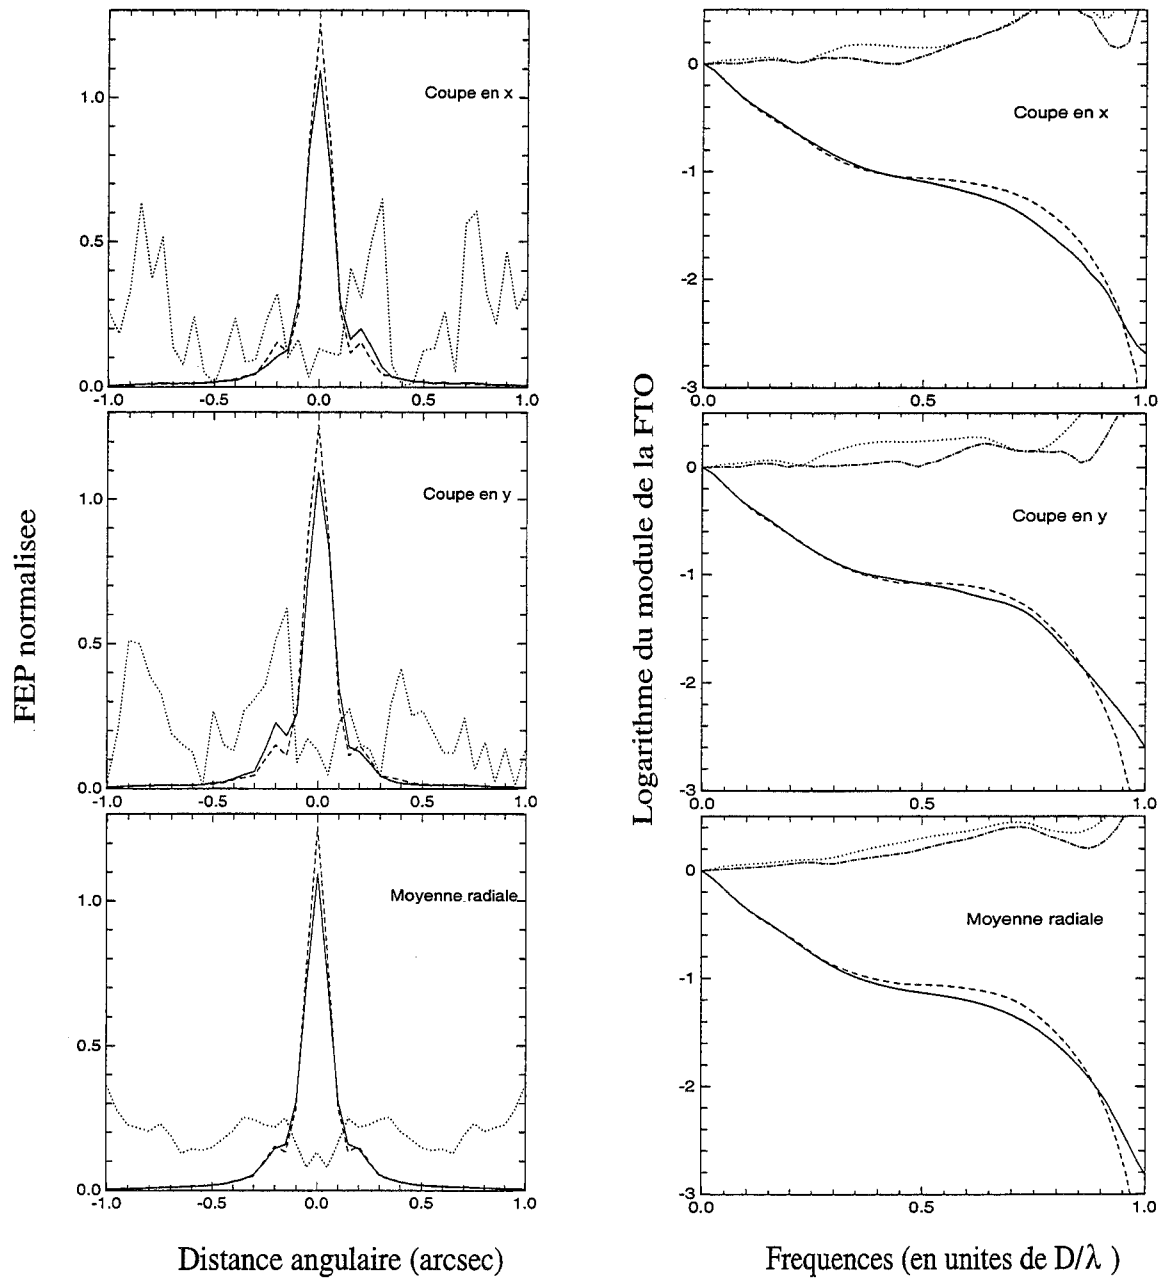 1.0
0.5
0.0
-1.0 -0.5 0.0 0.5 1.0
Coupe en x
1.0
0.5
0.0
-1.0 -0.5 0.0 0.5 1.0
Coupe en y
1.0
0.5
0.0
-1.0 -0.5 0.0 0.5 1.0
Moyenne radiale
FEP normalisee
Distance angulaire (arcsec)
0
-1
-2
-3
0.0 0.5 1.0
Coupe en x
0
-1
-2
-3
0.0 0.5 1.0
Coupe en y
0
-1
-2
-3
0.0 0.5 1.0
Moyenne radiale
Logarithme du module de la FTO
Frequences (en unites de D/λ )